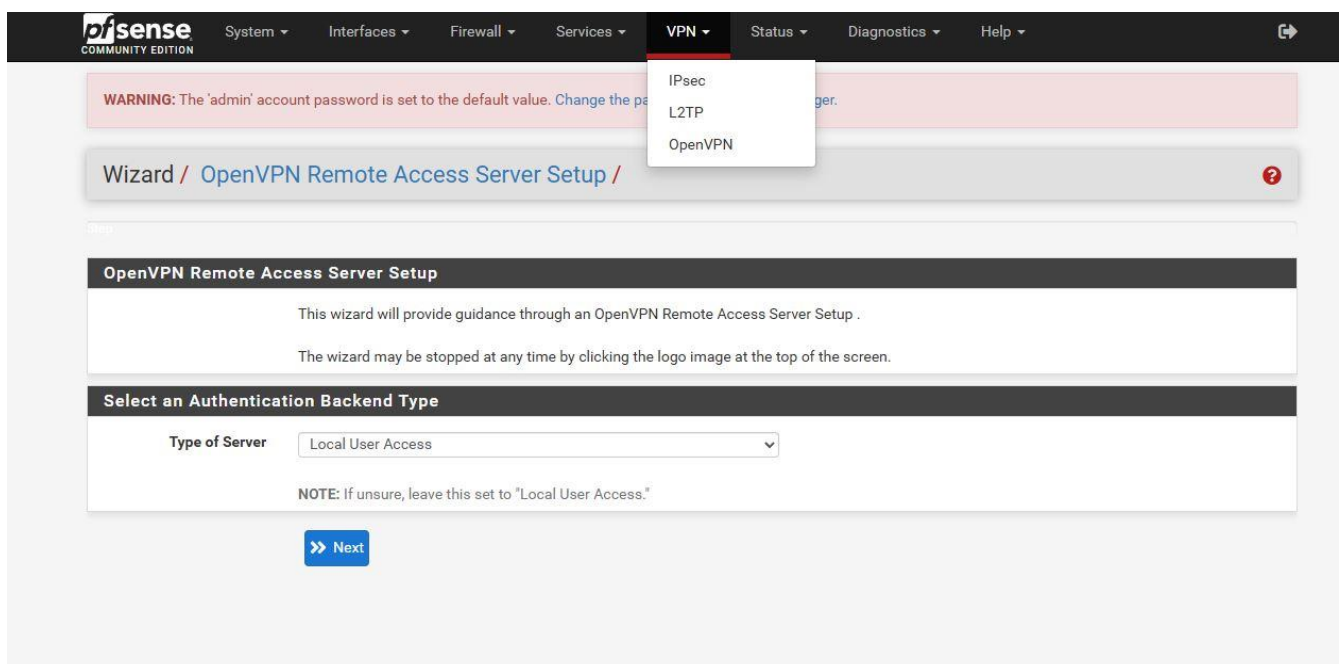 pfsense
COMMUNITY EDITION
System
Interfaces
Firewall
Services
VPN
Status
Diagnostics
Help
IPsec
L2TP
OpenVPN
WARNING: The 'admin' account password is set to the default value. Change the pa ger.
Wizard / OpenVPN Remote Access Server Setup /
Step
OpenVPN Remote Access Server Setup
This wizard will provide guidance through an OpenVPN Remote Access Server Setup .
The wizard may be stopped at any time by clicking the logo image at the top of the screen.
Select an Authentication Backend Type
Type of Server
Local User Access
NOTE: If unsure, leave this set to "Local User Access."
Next